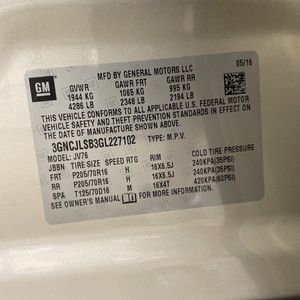 GM
MFD BY GENERAL MOTORS LLC
05/16
GVWR GAWR FRT GAWR RR
1944 KG 1065 KG 995 KG
4286 LB 2348 LB 2194 LB
THIS VEHICLE CONFORMS TO ALL APPLICABLE U.S. FEDERAL MOTOR
VEHICLE SAFETY AND THEFT PREVENTION STANDARDS IN EFFECT ON THE
DATE OF MANUFACTURE SHOWN ABOVE.
3GNCJLSB3GL227102 TYPE: M.P.V.
MODEL: JV76
JBBN TIRE SIZE SPEED RTG RIM COLD TIRE PRESSURE
FRT P205/70R16 H 16X6.5J 240KPA(35PSI)
RR P205/70R16 H 16X6.5J 240KPA(35PSI)
SPA T125/70D16 M 16X4T 420KPA(60PSI)
SEE OWNER'S MANUAL FOR MORE INFORMATION.